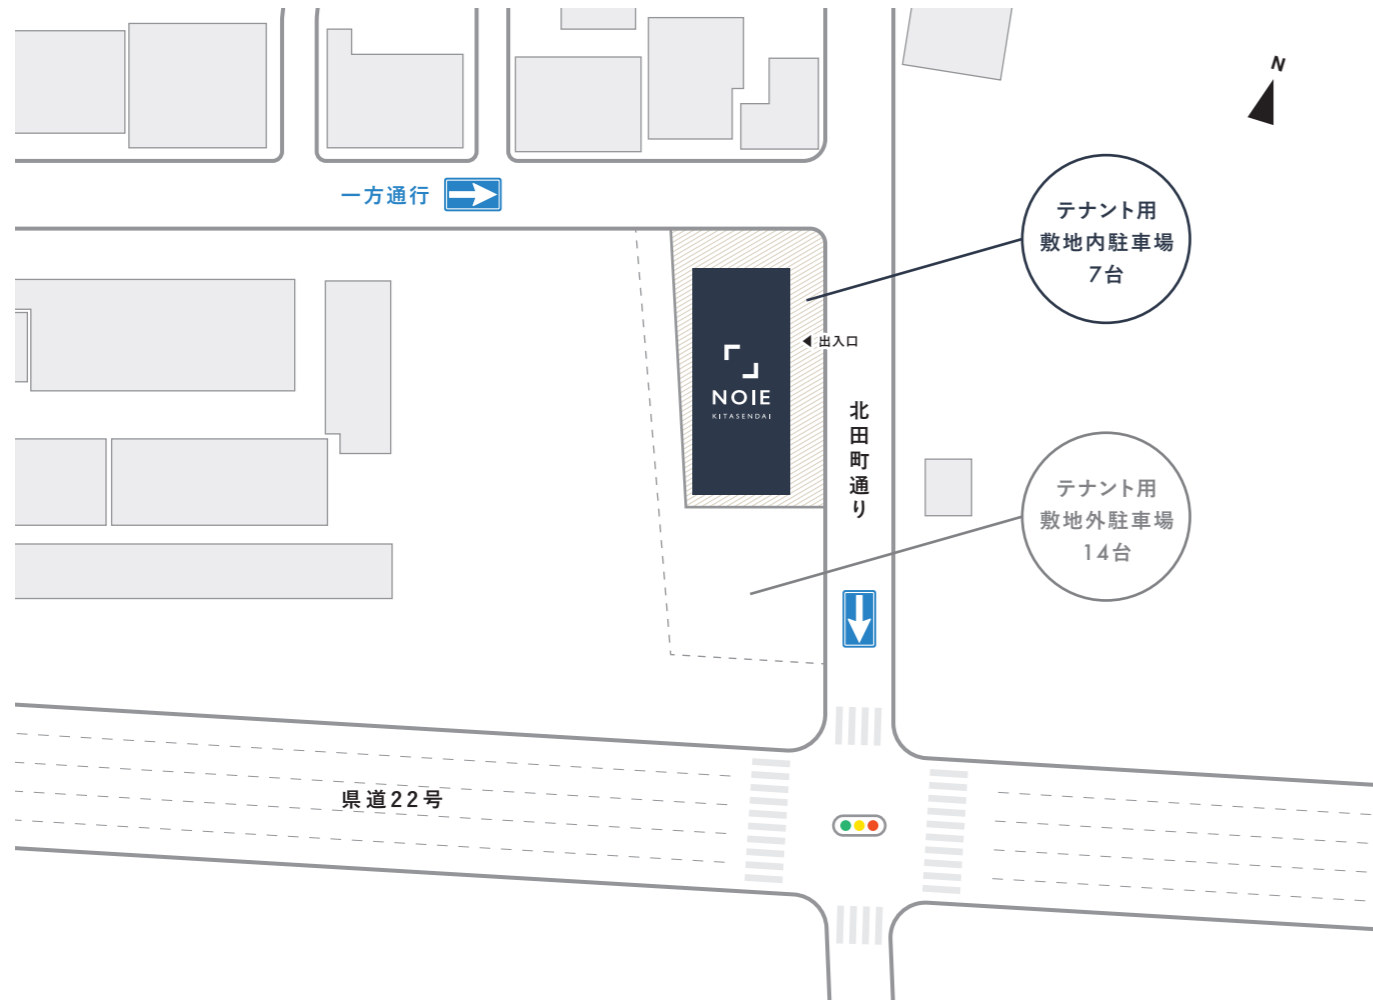 N
一方通行
テナント用
敷地内駐車場
7台
出入口
NOIE
KITASENDAI
北田町通り
テナント用
敷地外駐車場
14台
県道22号